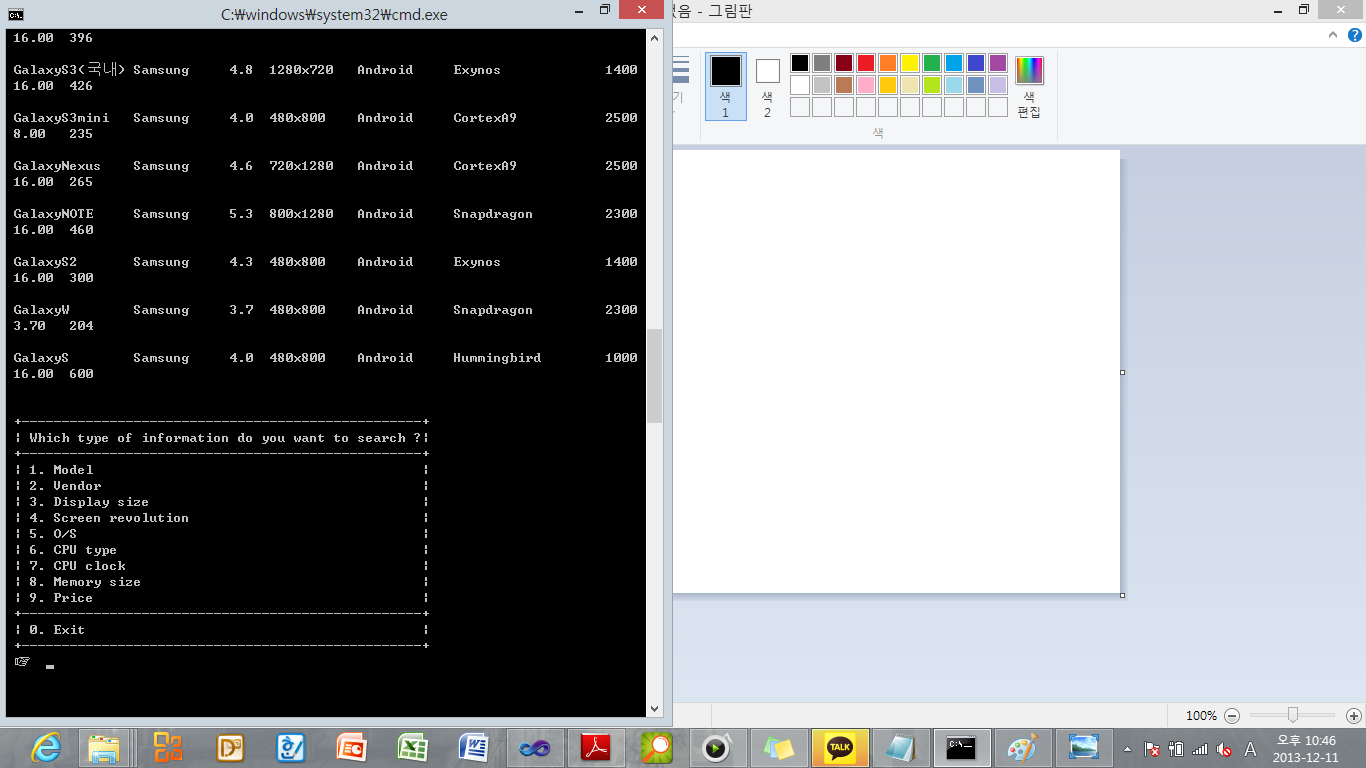 C:₩windows₩system32₩cmd.exe
16.00 396
GalaxyS3(국내) Samsung 4.8 1280x720 Android Exynos 1400
16.00 426
GalaxyS3mini Samsung 4.0 480x800 Android CortexA9 2500
8.00 235
GalaxyNexus Samsung 4.6 720x1280 Android CortexA9 2500
16.00 265
GalaxyNOTE Samsung 5.3 800x1280 Android Snapdragon 2300
16.00 460
GalaxyS2 Samsung 4.3 480x800 Android Exynos 1400
16.00 300
GalaxyW Samsung 3.7 480x800 Android Snapdragon 2300
3.70 204
GalaxyS Samsung 4.0 480x800 Android Hummingbird 1000
16.00 600
Which type of information do you want to search ?
1. Model
2. Vendor
3. Display size
4. Screen revolution
5. O/S
6. CPU type
7. CPU clock
8. Memory size
9. Price
0. Exit
☞
음 - 그림판
기
색
1
색
2
색
편집
색
100%
TALK
A
오후 10:46
2013-12-11